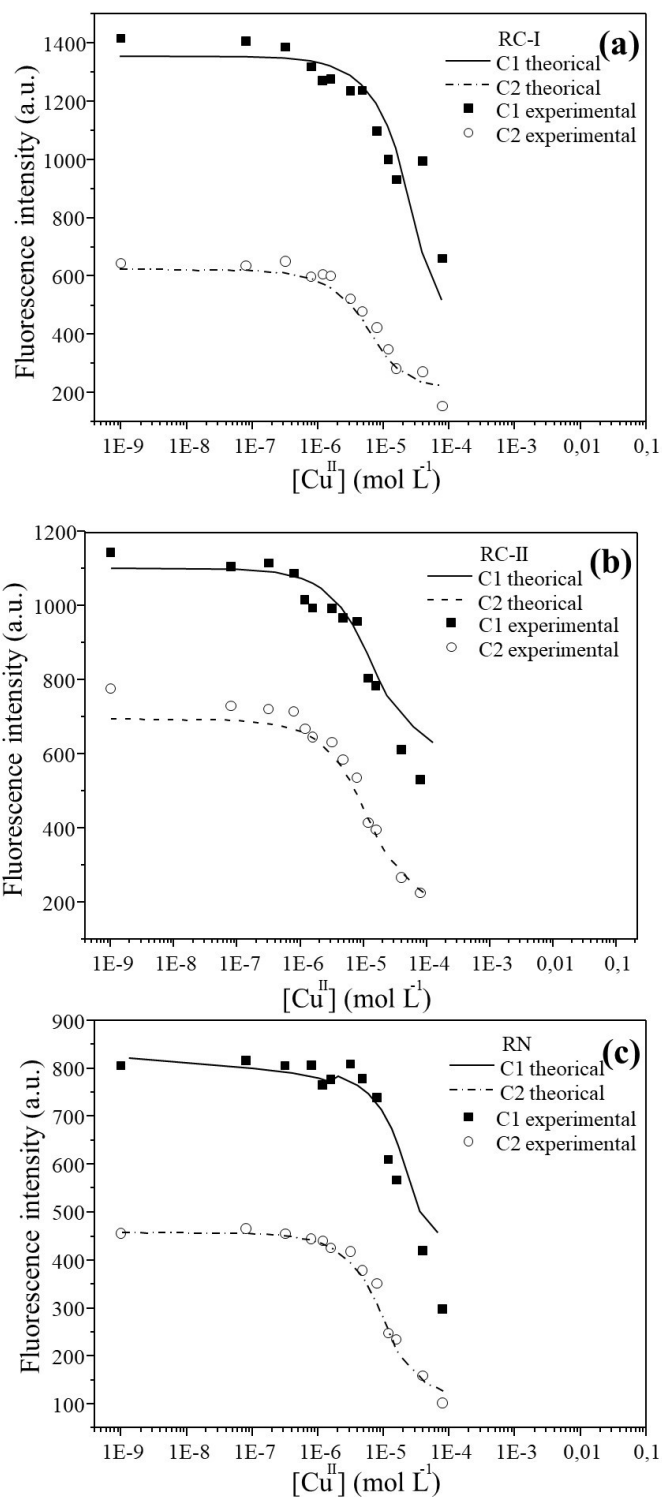 RC-I
(a)
C1 theorical
C2 theorical
C1 experimental
C2 experimental
1400
1200
1000
800
600
400
200
Fluorescence intensity (a.u.)
1E-9 1E-8 1E-7 1E-6 1E-5 1E-4 1E-3 0,01 0,1
[Cu^II] (mol L^-1)
1200
1000
800
600
400
200
Fluorescence intensity (a.u.)
RC-II
(b)
C1 theorical
C2 theorical
C1 experimental
C2 experimental
1E-9 1E-8 1E-7 1E-6 1E-5 1E-4 1E-3 0,01 0,1
[Cu^II] (mol L^-1)
900
800
700
600
500
400
300
200
100
Fluorescence intensity (a.u.)
RN
(c)
C1 theorical
C2 theorical
C1 experimental
C2 experimental
1E-9 1E-8 1E-7 1E-6 1E-5 1E-4 1E-3 0,01 0,1
[Cu^II] (mol L^-1)